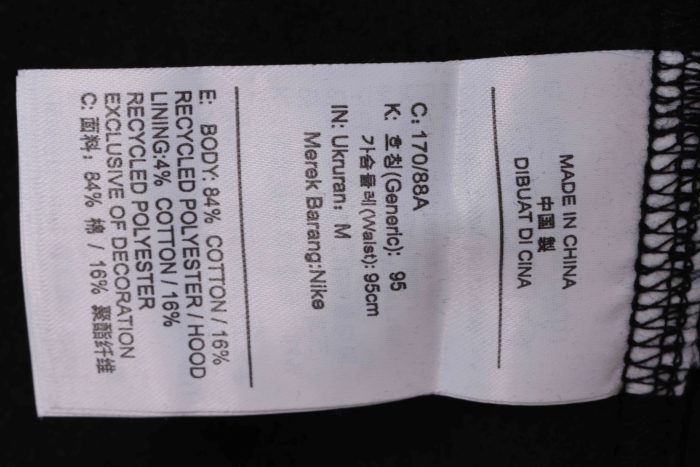 MADE IN CHINA
中国 製
DIBUAT DI CINA
C: 170/88A
K: 호칭(Generic): 95
가슴둘레(Waist): 95cm
IN: Ukruran: M
Merek Barang:Nike
E: BODY: 84% COTTON / 16%
RECYCLED POLYESTER / HOOD
LINING:4% COTTON / 16%
RECYCLED POLYESTER
EXCLUSIVE OF DECORATION
C: 面料: 84% 棉 / 16% 聚酯纤维